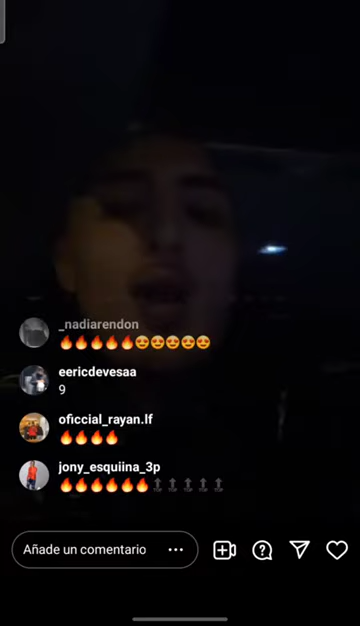 _nadiarendon
🔥🔥🔥🔥🔥😍😍😍😍😍
eericdevesaa
9
oficcial_rayan.lf
🔥🔥🔥🔥
jony_esquiina_3p
🔥🔥🔥🔥🔥🔥🔝🔝🔝🔝🔝
Añade un comentario